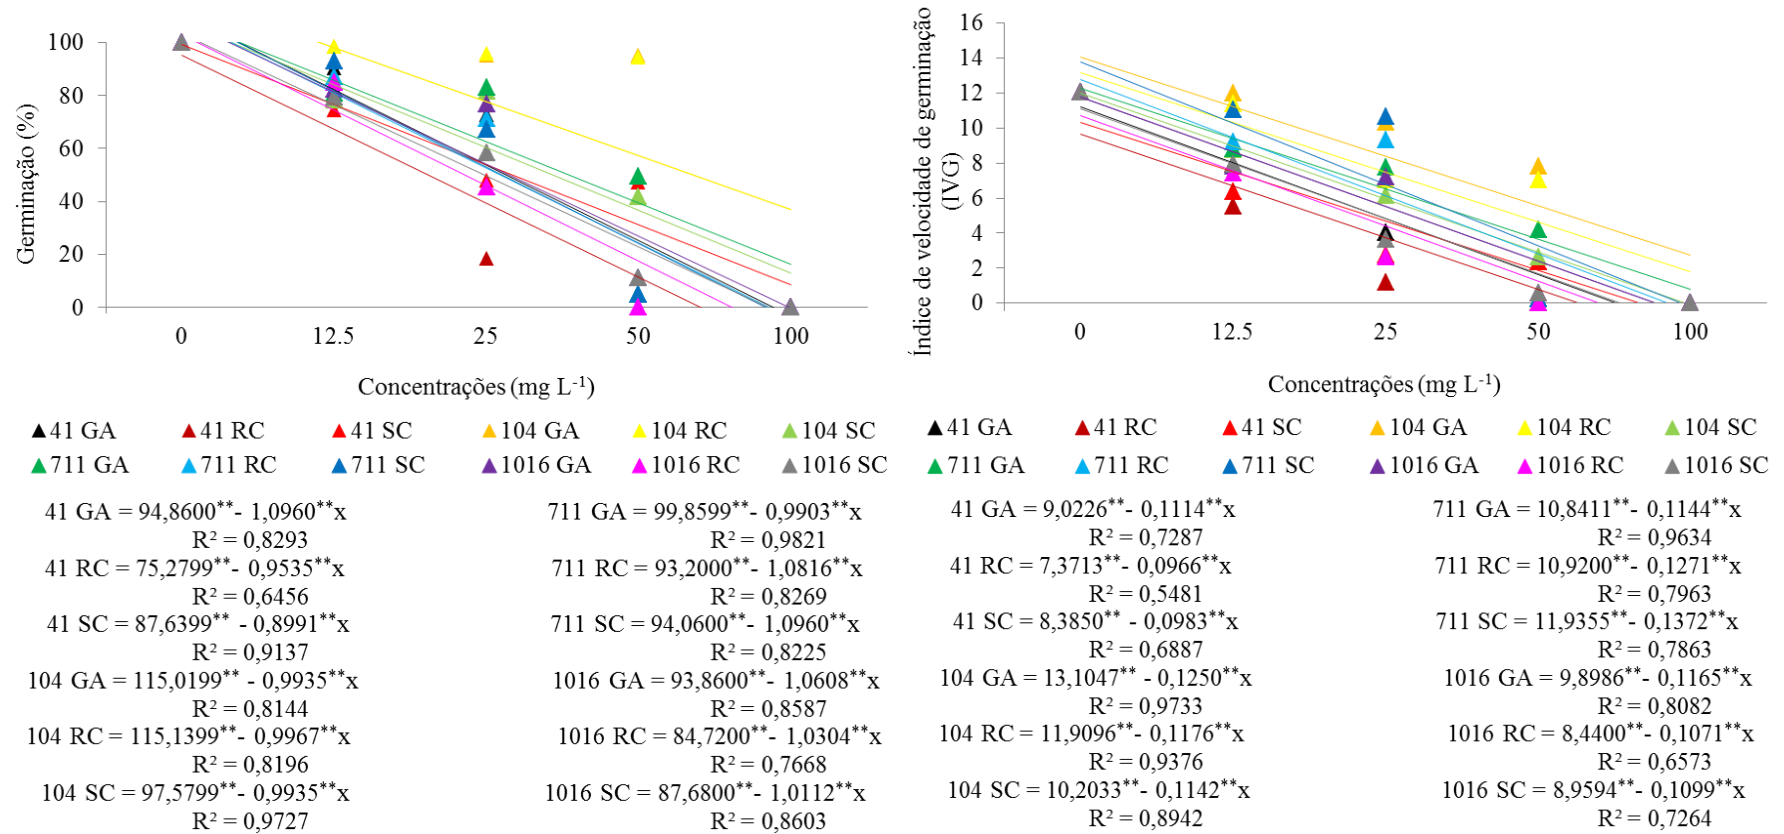 Germinação (%)
100
80
60
40
20
0
0 12.5 25 50 100
Concentrações (mg L⁻¹)
41 GA 41 RC 41 SC 104 GA 104 RC 104 SC
711 GA 711 RC 711 SC 1016 GA 1016 RC 1016 SC
41 GA = 94,8600**- 1,0960**x
R² = 0,8293
41 RC = 75,2799**- 0,9535**x
R² = 0,6456
41 SC = 87,6399** - 0,8991**x
R² = 0,9137
104 GA = 115,0199** - 0,9935**x
R² = 0,8144
104 RC = 115,1399**- 0,9967**x
R² = 0,8196
104 SC = 97,5799**- 0,9935**x
R² = 0,9727
711 GA = 99,8599**- 0,9903**x
R² = 0,9821
711 RC = 93,2000**- 1,0816**x
R² = 0,8269
711 SC = 94,0600**- 1,0960**x
R² = 0,8225
1016 GA = 93,8600**- 1,0608**x
R² = 0,8587
1016 RC = 84,7200**- 1,0304**x
R² = 0,7668
1016 SC = 87,6800**- 1,0112**x
R² = 0,8603
Índice de velocidade de germinação
(IVG)
16
14
12
10
8
6
4
2
0
0 12.5 25 50 100
Concentrações (mg L⁻¹)
41 GA 41 RC 41 SC 104 GA 104 RC 104 SC
711 GA 711 RC 711 SC 1016 GA 1016 RC 1016 SC
41 GA = 9,0226**- 0,1114**x
R² = 0,7287
41 RC = 7,3713**- 0,0966**x
R² = 0,5481
41 SC = 8,3850** - 0,0983**x
R² = 0,6887
104 GA = 13,1047** - 0,1250**x
R² = 0,9733
104 RC = 11,9096**- 0,1176**x
R² = 0,9376
104 SC = 10,2033**- 0,1142**x
R² = 0,8942
711 GA = 10,8411**- 0,1144**x
R² = 0,9634
711 RC = 10,9200**- 0,1271**x
R² = 0,7963
711 SC = 11,9355**- 0,1372**x
R² = 0,7863
1016 GA = 9,8986**- 0,1165**x
R² = 0,8082
1016 RC = 8,4400**- 0,1071**x
R² = 0,6573
1016 SC = 8,9594**- 0,1099**x
R² = 0,7264